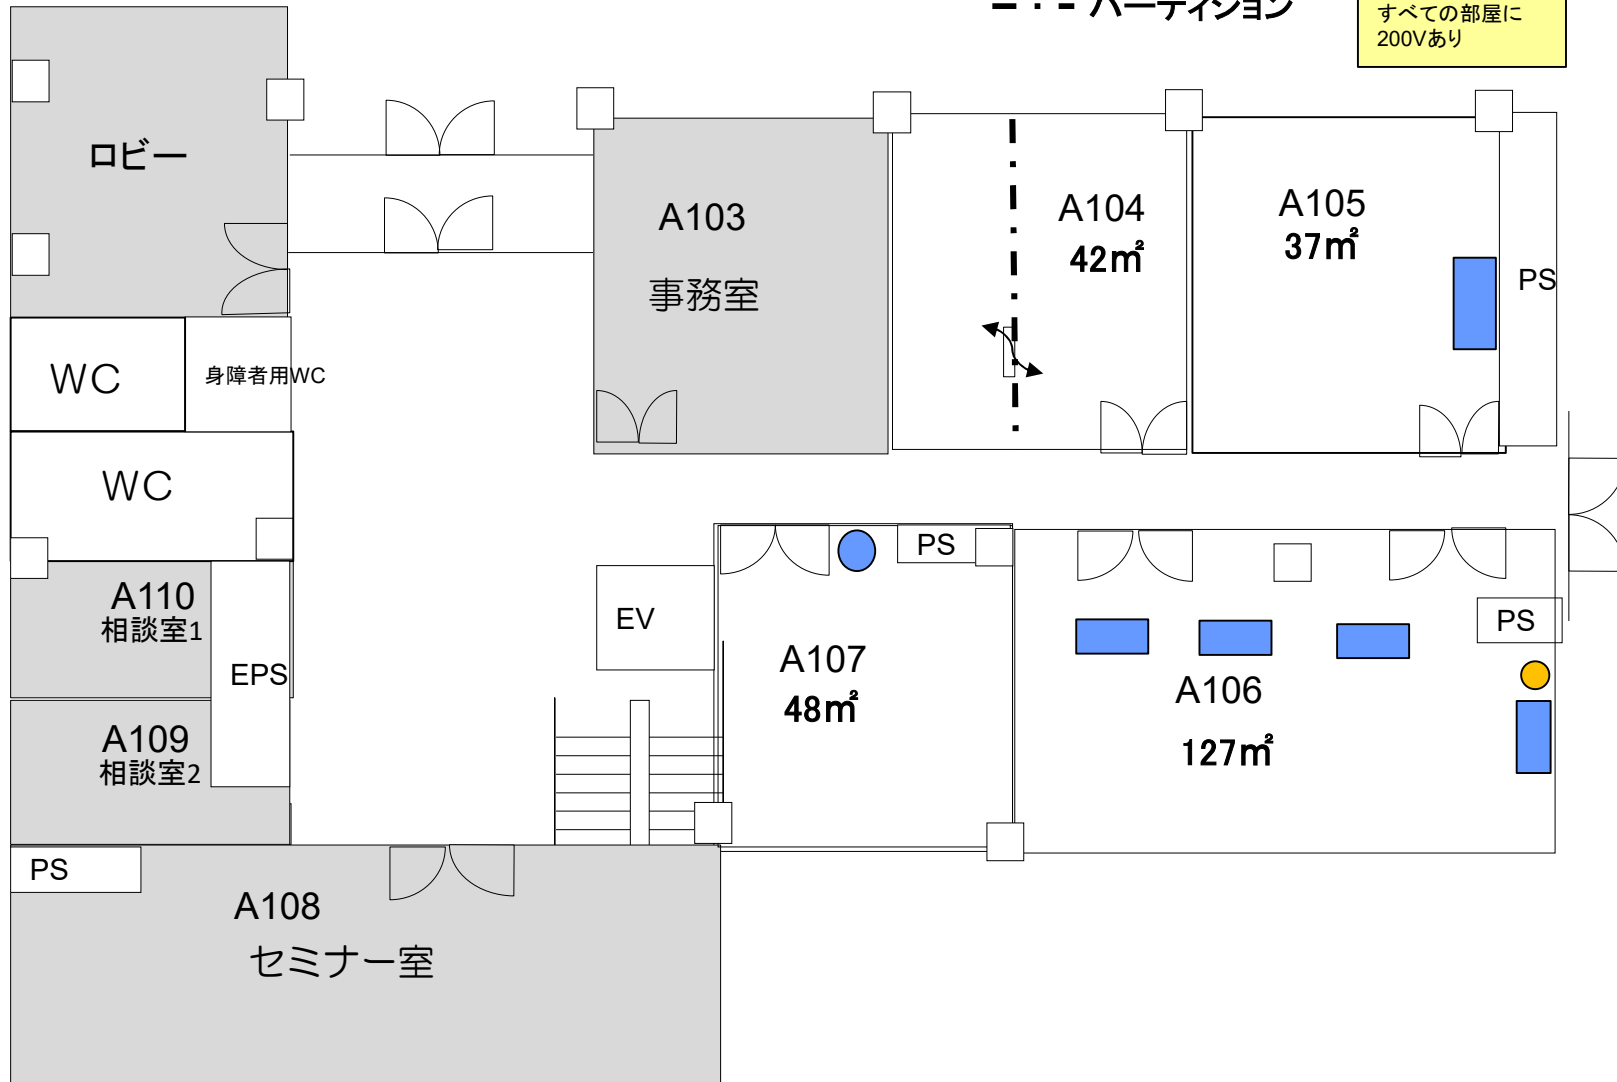 パーティション
すべての部屋に
200Vあり
ロビー
A103
事務室
A104
42㎡
A105
37㎡
PS
WC
身障者用WC
WC
A110
相談室1
EPS
A109
相談室2
EV
PS
A107
48㎡
A106
127㎡
PS
PS
A108
セミナー室